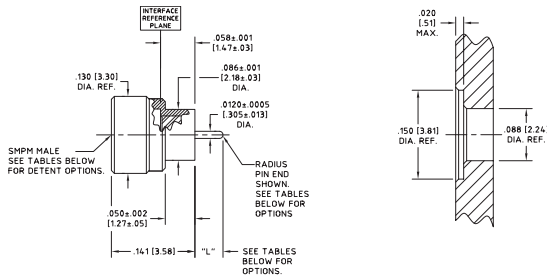 INTERFACE
REFERENCE
PLANE
.058±.001
[1.47±.03]
.086±.001
[2.18±.03]
DIA.
.130 [3.30]
DIA. REF.
.0120±.0005
[.305±.013]
DIA.
SMPM MALE
SEE TABLES BELOW
FOR DETENT OPTIONS.
RADIUS
PIN END
SHOWN.
SEE TABLES
BELOW FOR
OPTIONS
.050±.002
[1.27±.05]
.141 [3.58]
"L"
SEE TABLES
BELOW FOR
OPTIONS.
.020
[.51]
MAX.
.150 [3.81]
DIA. REF.
.088 [2.24]
DIA. REF.